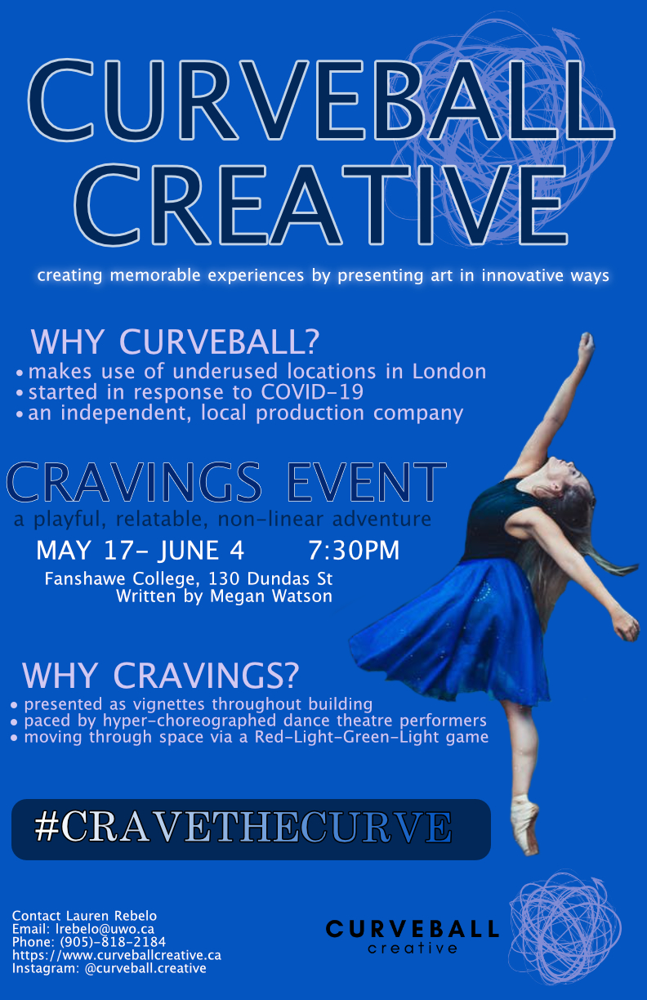 CURVEBALL
CREATIVE
creating memorable experiences by presenting art in innovative ways
WHY CURVEBALL?
• makes use of underused locations in London
• started in response to COVID-19
• an independent, local production company
CRAVINGS EVENT
a playful, relatable, non-linear adventure
MAY 17- JUNE 4 7:30PM
Fanshawe College, 130 Dundas St
Written by Megan Watson
WHY CRAVINGS?
• presented as vignettes throughout building
• paced by hyper-choreographed dance theatre performers
• moving through space via a Red-Light-Green-Light game
#CRAVETHECURVE
Contact Lauren Rebelo
Email: lrebelo@uwo.ca
Phone: (905)-818-2184
https://www.curveballcreative.ca
Instagram: @curveball.creative
CURVEBALL
creative